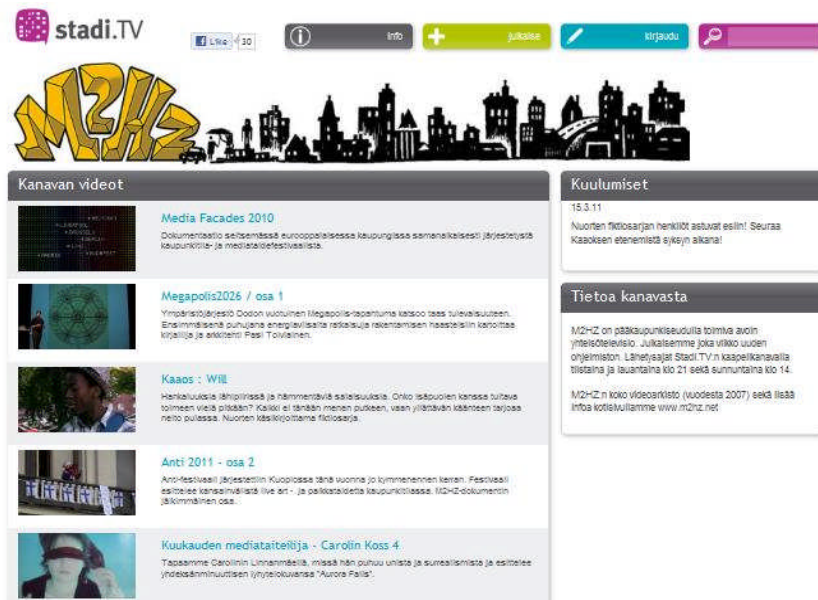 stadi.TV
Like 30
info
julkaise
kirjaudu
M2HZ
Kanavan videot
Media Facades 2010
Dokumentaatio seitsemässä eurooppalaisessa kaupungissa samanaikaisesti järjestetystä
kaupunkitila- ja mediataidefestivaalista.
Megapolis2026 / osa 1
Ympäristöjärjestö Dodon vuotuinen Megapolis-tapahtuma katsoo taas tulevaisuuteen.
Ensimmäisenä puhujana energiaviisaita ratkaisuja rakentamisen haasteisiin kartoittaa
kirjailija ja arkkitehti Pasi Toiviainen.
Kaaos : Will
Hankaluuksia lähipiirissä ja hämmentäviä salaisuuksia. Onko isäpuolen kanssa tultava
toimeen vielä pitkään? Kaikki ei tänään menen putkeen, vaan yllättävän käänteen tarjoaa
neito pulassa. Nuorten käsikirjoittama fiktiosarja.
Anti 2011 - osa 2
Anti-festivaali järjestettiin Kuopiossa tänä vuonna jo kymmenennen kerran. Festivaali
esittelee kansainvälistä live art - ja paikkataidetta kaupunkitilassa. M2HZ-dokumentin
jälkimmäinen osa.
Kuukauden mediataiteilija - Carolin Koss 4
Tapaamme Carolinin Linnanmäellä, missä hän puhuu unista ja surrealismista ja esittelee
yhdeksänminuuttisen lyhytelokuvansa "Aurora Falls".
Kuulumiset
15.3.11
Nuorten fiktiosarjan henkilöt astuvat esiin! Seuraa
Kaaoksen etenemistä syksyn aikana!
Tietoa kanavasta
M2HZ on pääkaupunkiseudulla toimiva avoin
yhteisötelevisio. Julkaisemme joka viikko uuden
ohjelmiston. Lähetysajat Stadi.TV:n kaapelikanavalla
tiistaina ja lauantaina klo 21 sekä sunnuntaina klo 14.
M2HZ:n koko videoarkisto (vuodesta 2007) sekä lisää
infoa kotisivuillamme www.m2hz.net